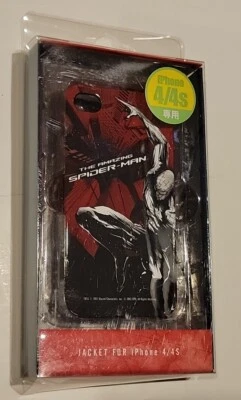 iPhone
4/4S
専用
THE AMAZING
SPIDER-MAN
JACKET FOR iPhone 4/4S